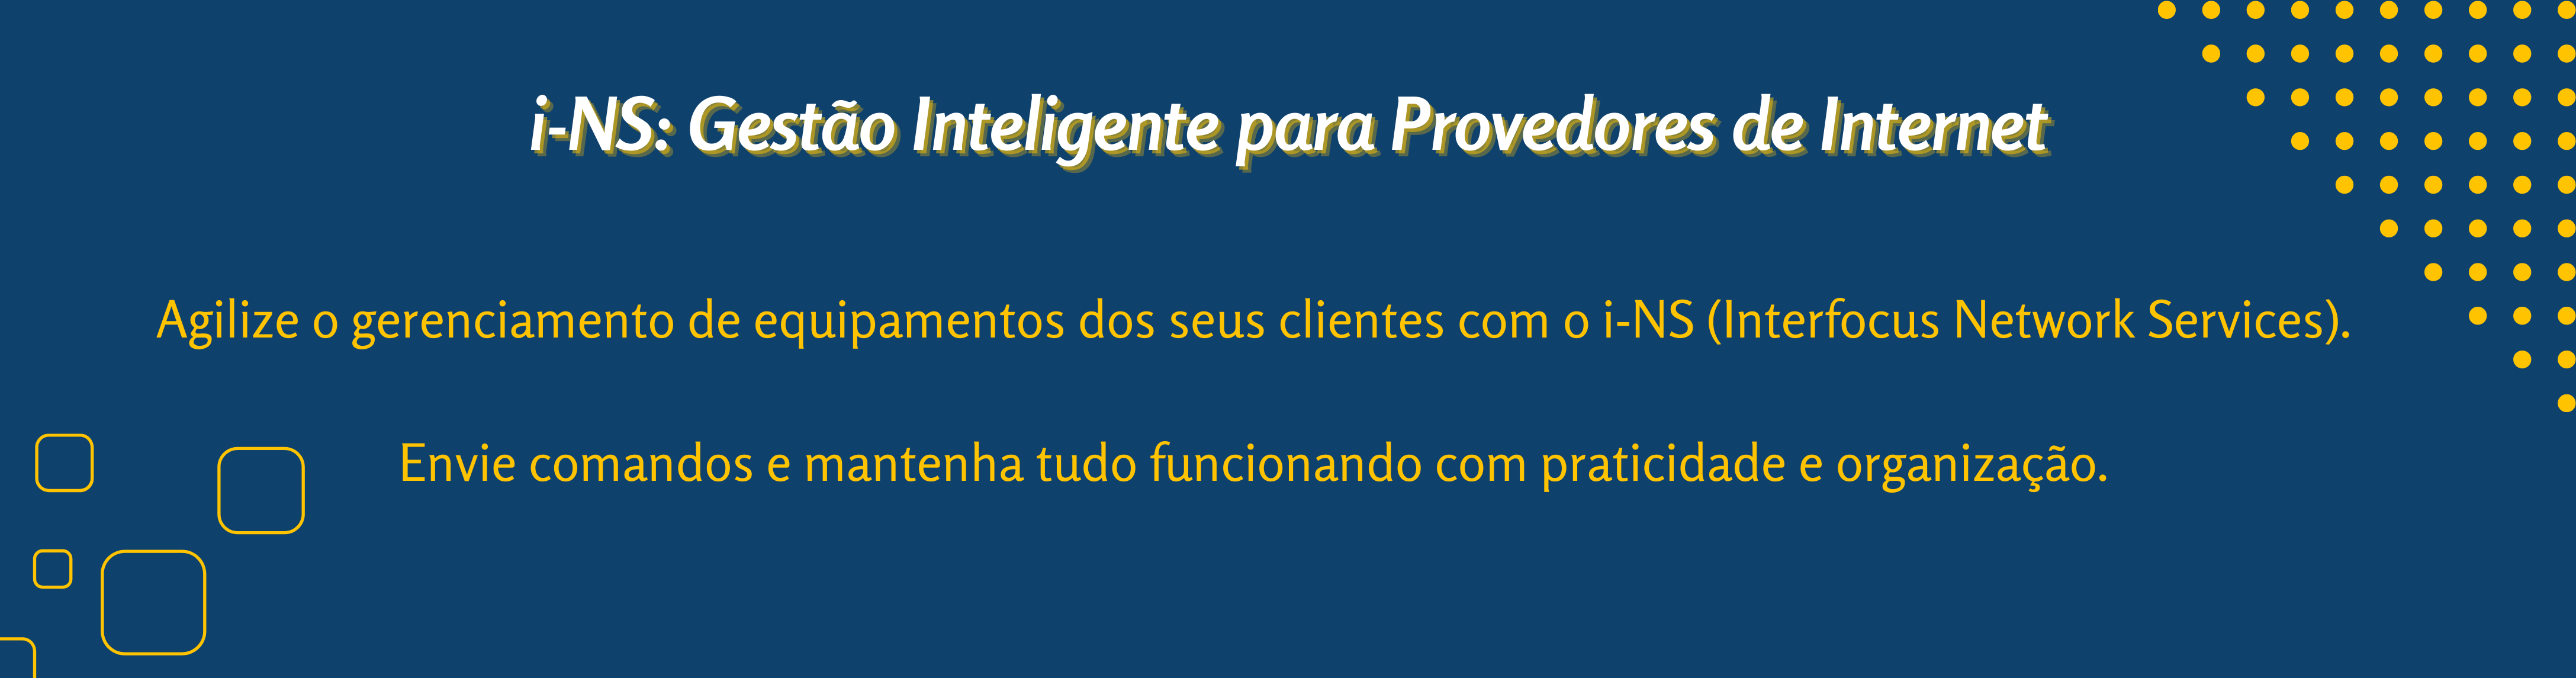 i-NS: Gestão Inteligente para Provedores de Internet
Agilize o gerenciamento de equipamentos dos seus clientes com o i-NS (Interfocus Network Services).
Envie comandos e mantenha tudo funcionando com praticidade e organização.